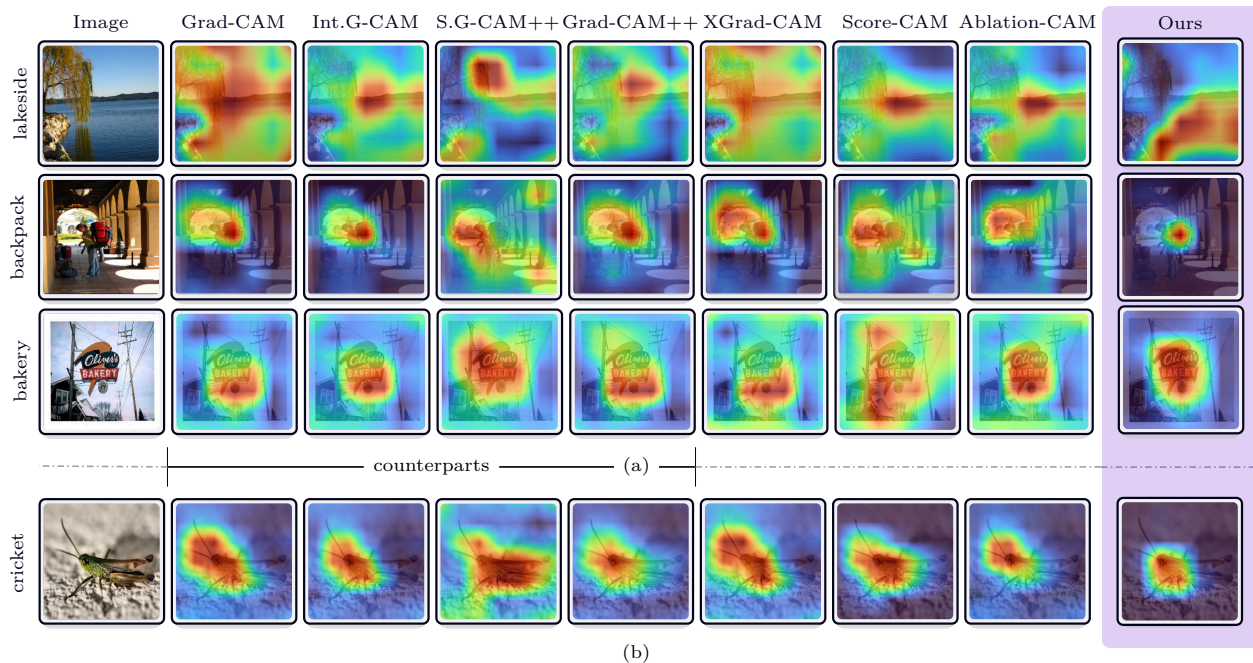 Image Grad-CAM Int.G-CAM S.G-CAM++ Grad-CAM++ XGrad-CAM Score-CAM Ablation-CAM Ours
lakeside
backpack
bakery
Oliver's
BAKERY
counterparts (a)
cricket
(b)